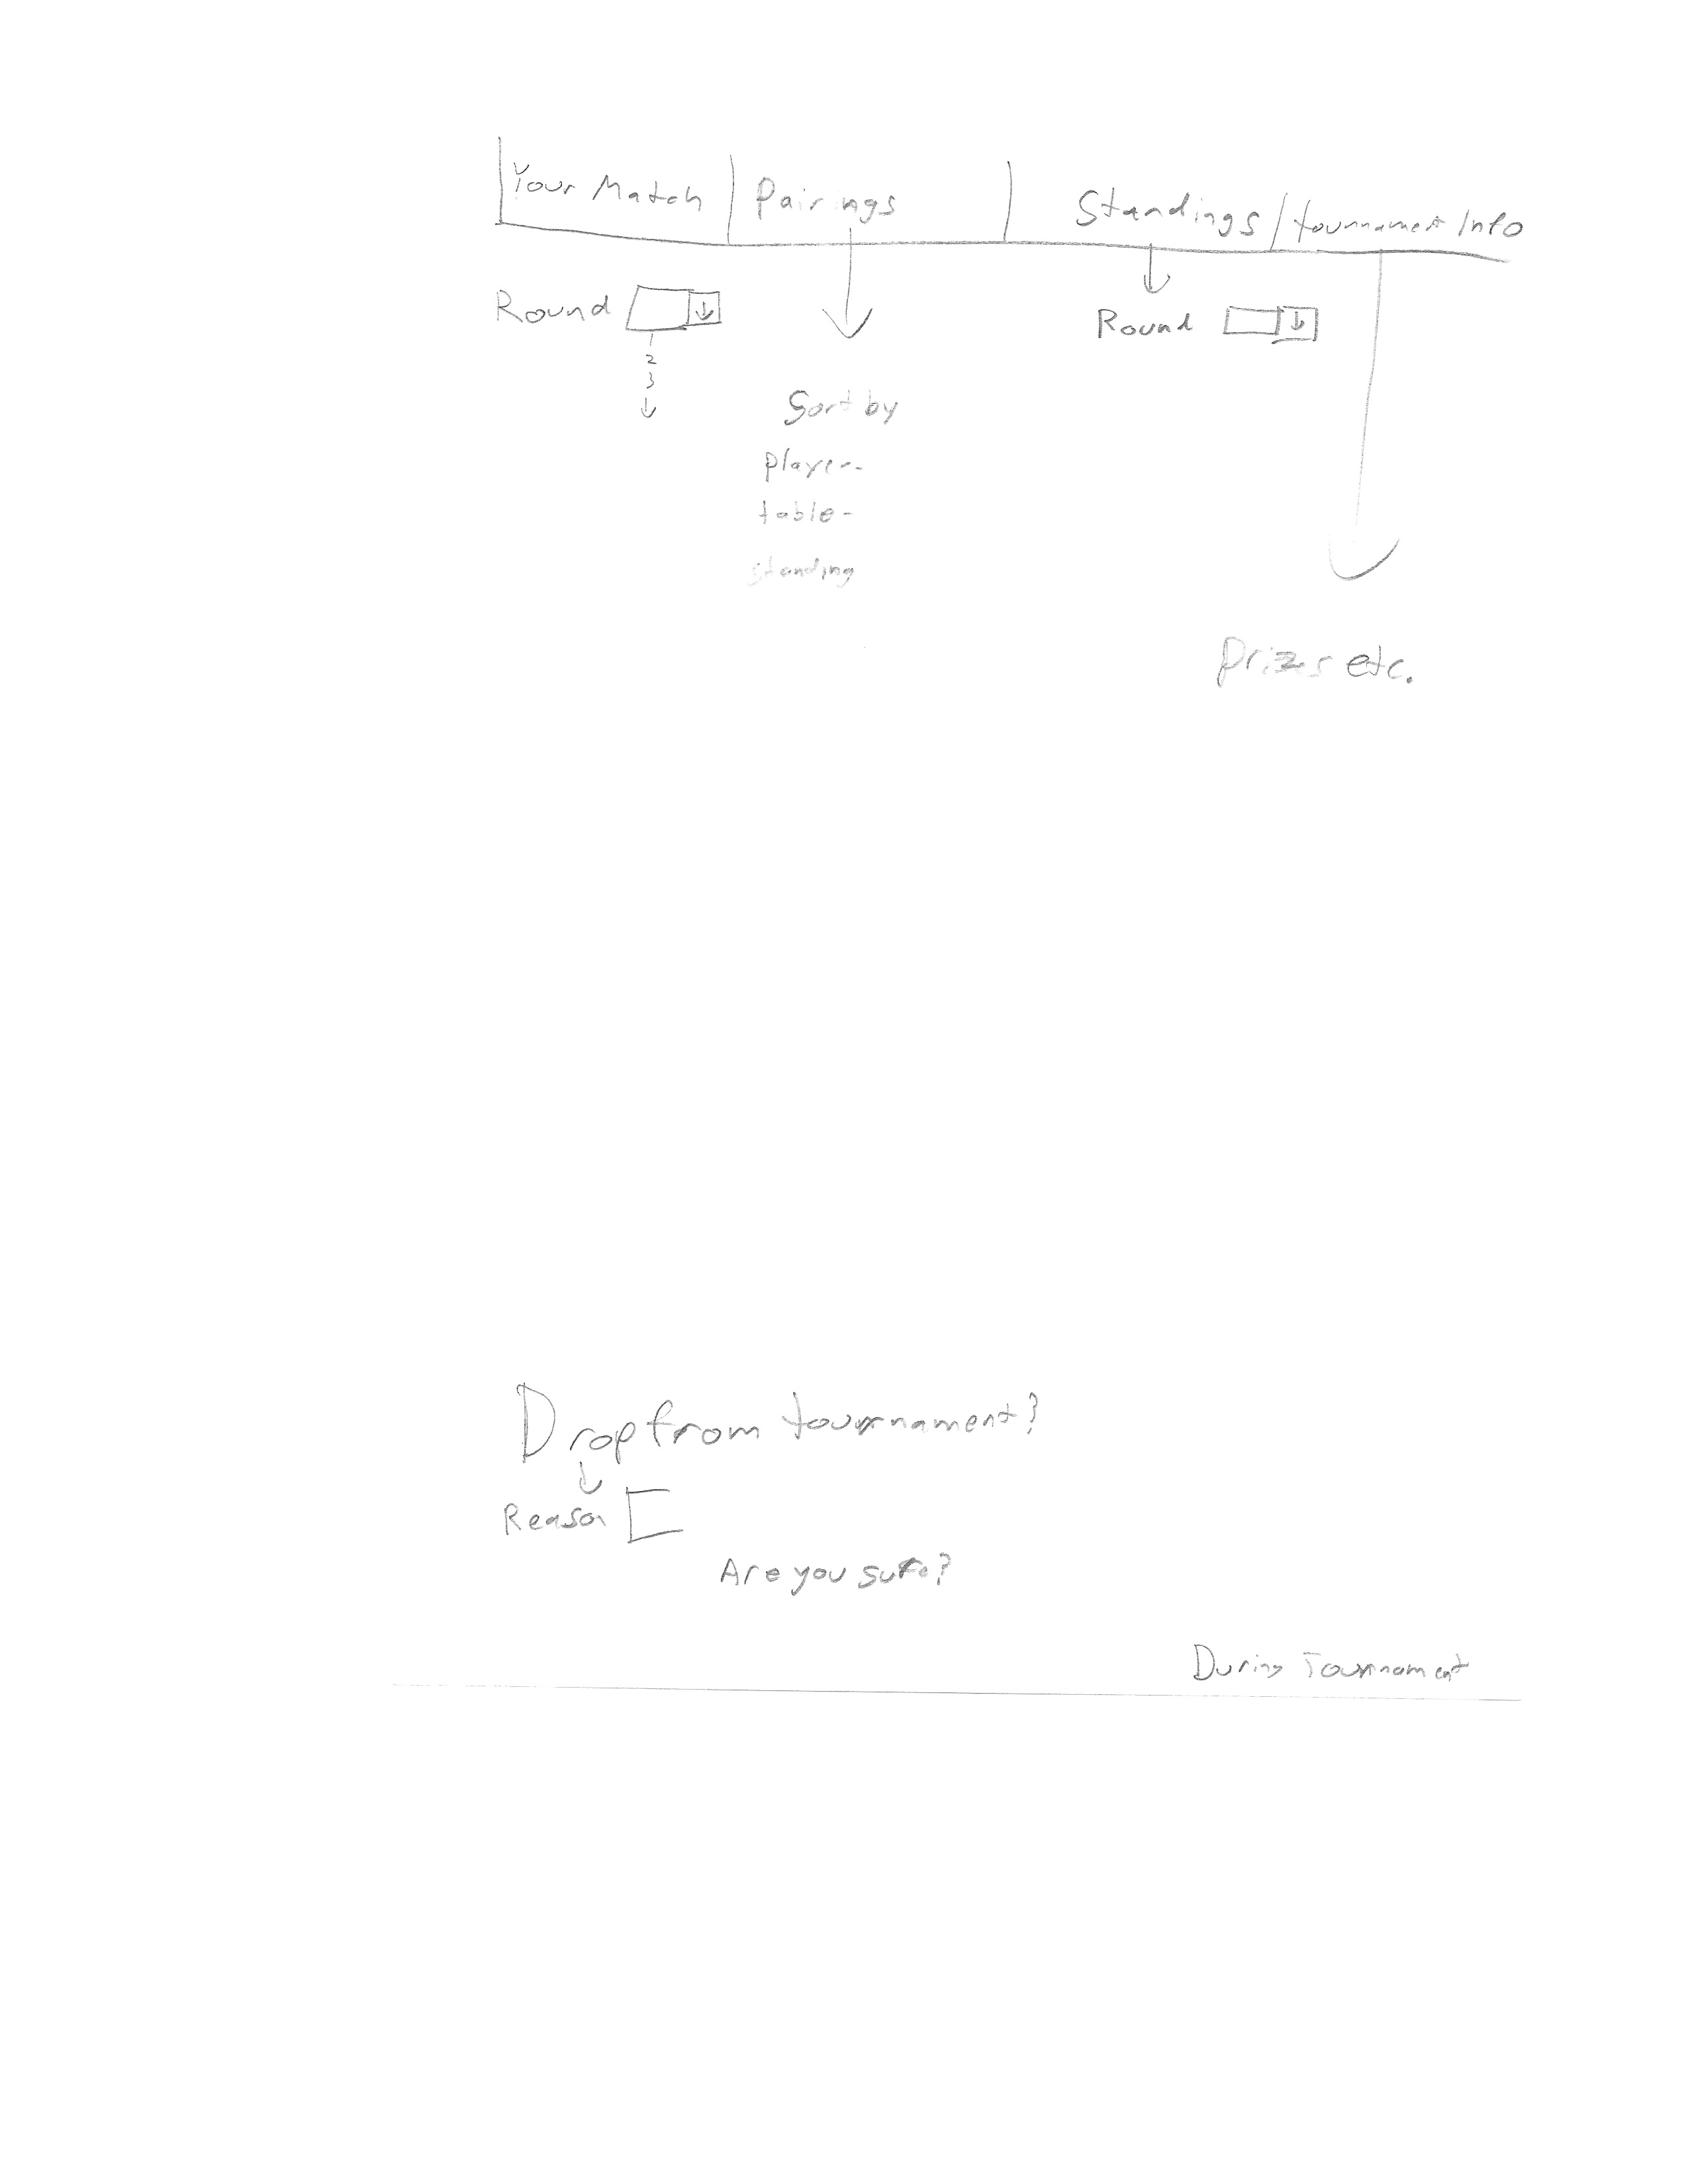 Your Match Pairings Standings Tournament Info
Round
2
3
Sort by
player-
table-
standing
Round
Prizes etc.
Drop from tournament?
Reason
Are you sure?
During Tournament